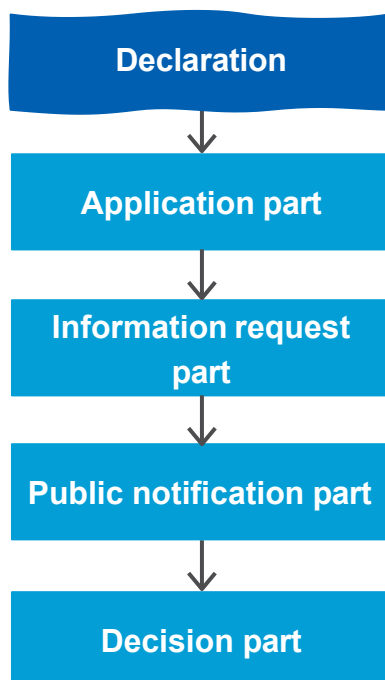 Declaration
Application part
Information request
part
Public notification part
Decision part